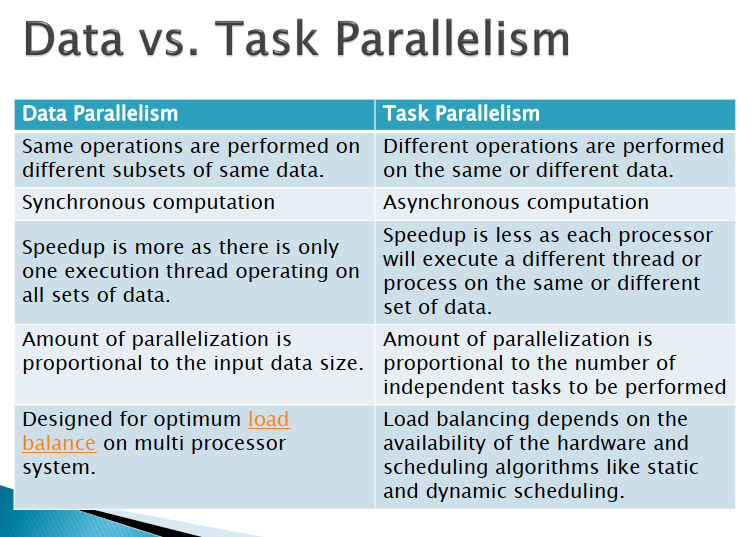 Data vs. Task Parallelism
Data Parallelism
Task Parallelism
Same operations are performed on
different subsets of same data.
Different operations are performed
on the same or different data.
Synchronous computation
Asynchronous computation
Speedup is more as there is only
one execution thread operating on
all sets of data.
Speedup is less as each processor
will execute a different thread or
process on the same or different
set of data.
Amount of parallelization is
proportional to the input data size.
Amount of parallelization is
proportional to the number of
independent tasks to be performed
Designed for optimum load
balance on multi processor
system.
Load balancing depends on the
availability of the hardware and
scheduling algorithms like static
and dynamic scheduling.